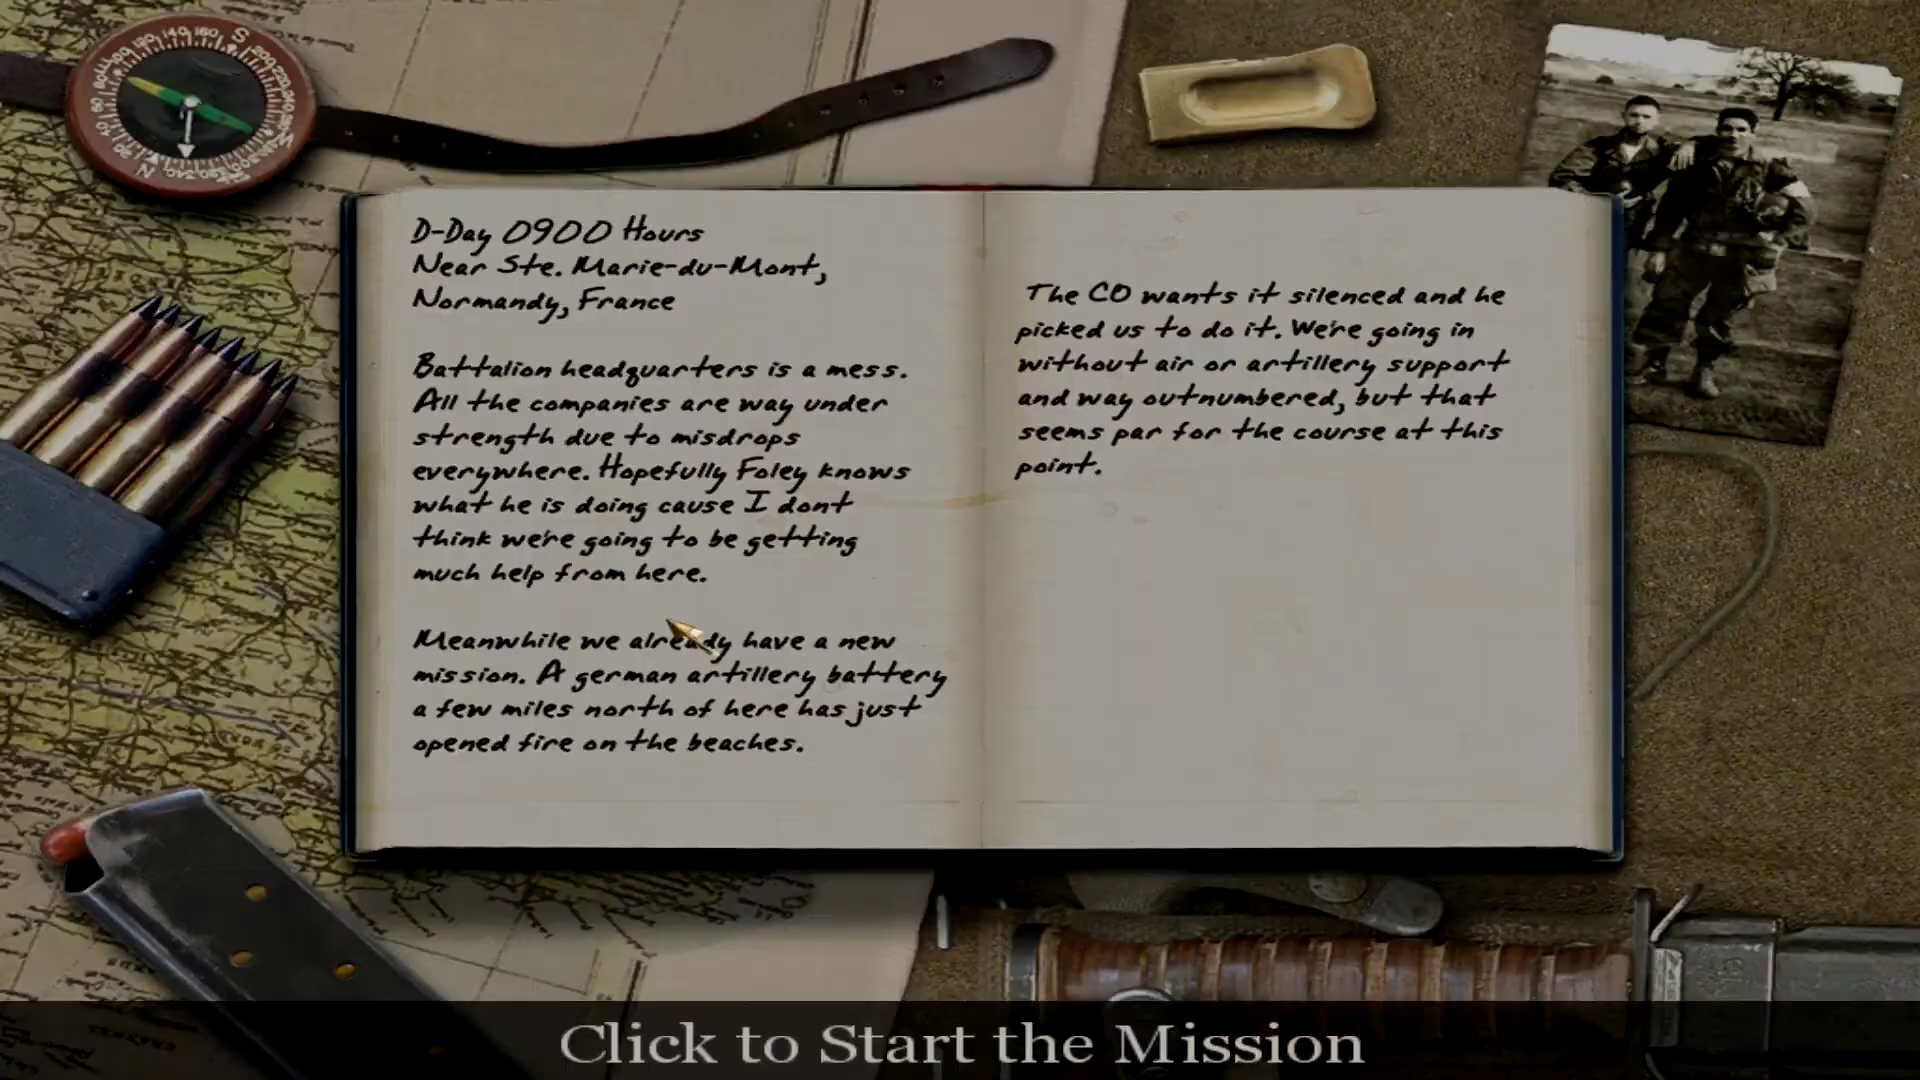 D-Day 0900 Hours
Near Ste. Marie-du-Mont,
Normandy, France
Battalion headquarters is a mess.
All the companies are way under
strength due to misdrops
everywhere. Hopefully Foley knows
what he is doing cause I dont
think we're going to be getting
much help from here.
Meanwhile we already have a new
mission. A german artillery battery
a few miles north of here has just
opened fire on the beaches.
The CO wants it silenced and he
picked us to do it. We're going in
without air or artillery support
and way outnumbered, but that
seems par for the course at this
point.
Click to Start the Mission